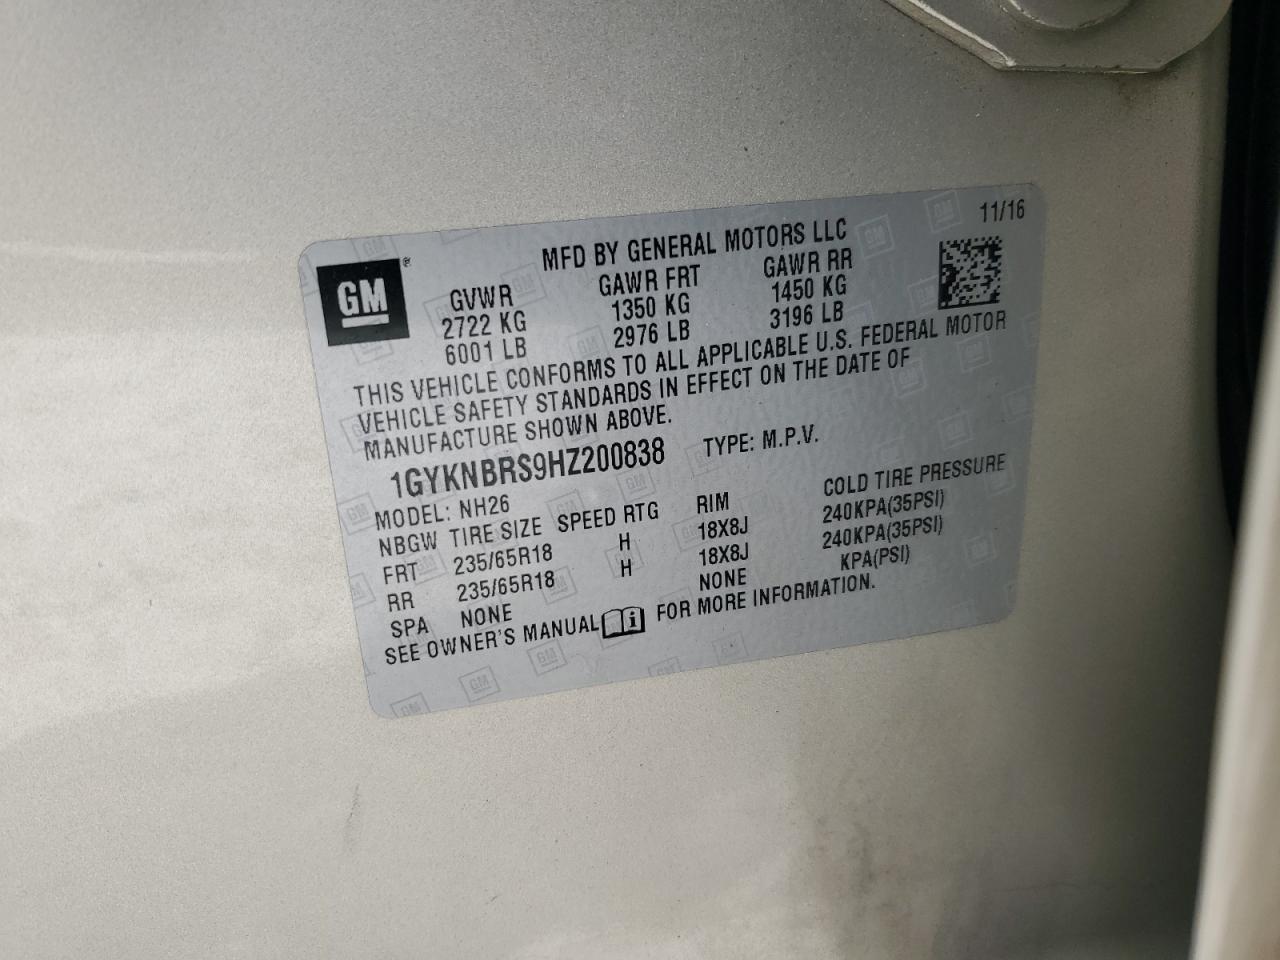 11/16
MFD BY GENERAL MOTORS LLC
GM®
GVWR GAWR FRT GAWR RR
2722 KG 1350 KG 1450 KG
6001 LB 2976 LB 3196 LB
THIS VEHICLE CONFORMS TO ALL APPLICABLE U.S. FEDERAL MOTOR
VEHICLE SAFETY STANDARDS IN EFFECT ON THE DATE OF
MANUFACTURE SHOWN ABOVE.
1GYKNBRS9HZ200838 TYPE: M.P.V.
MODEL: NH26
NBGW TIRE SIZE SPEED RTG RIM COLD TIRE PRESSURE
FRT 235/65R18 H 18X8J 240KPA(35PSI)
RR 235/65R18 H 18X8J 240KPA(35PSI)
SPA NONE NONE KPA(PSI)
SEE OWNER'S MANUAL FOR MORE INFORMATION.